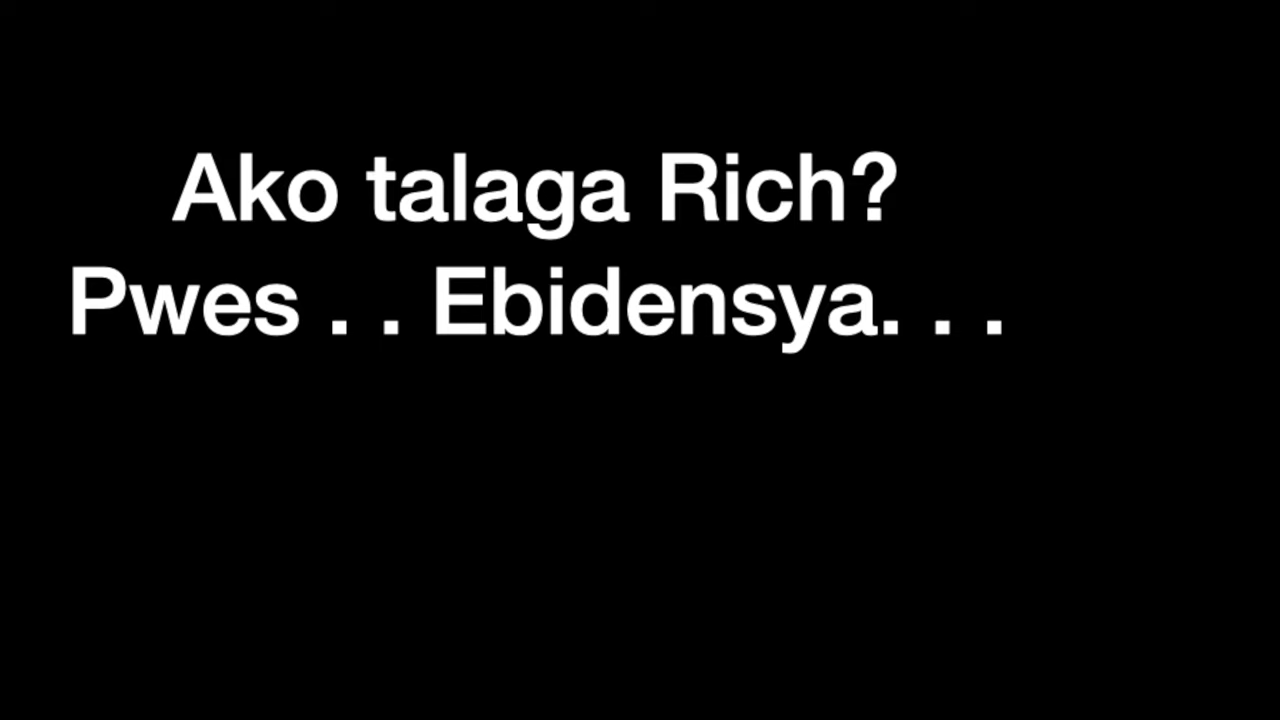 Ako talaga Rich?
Pwes . . Ebidensya. . .